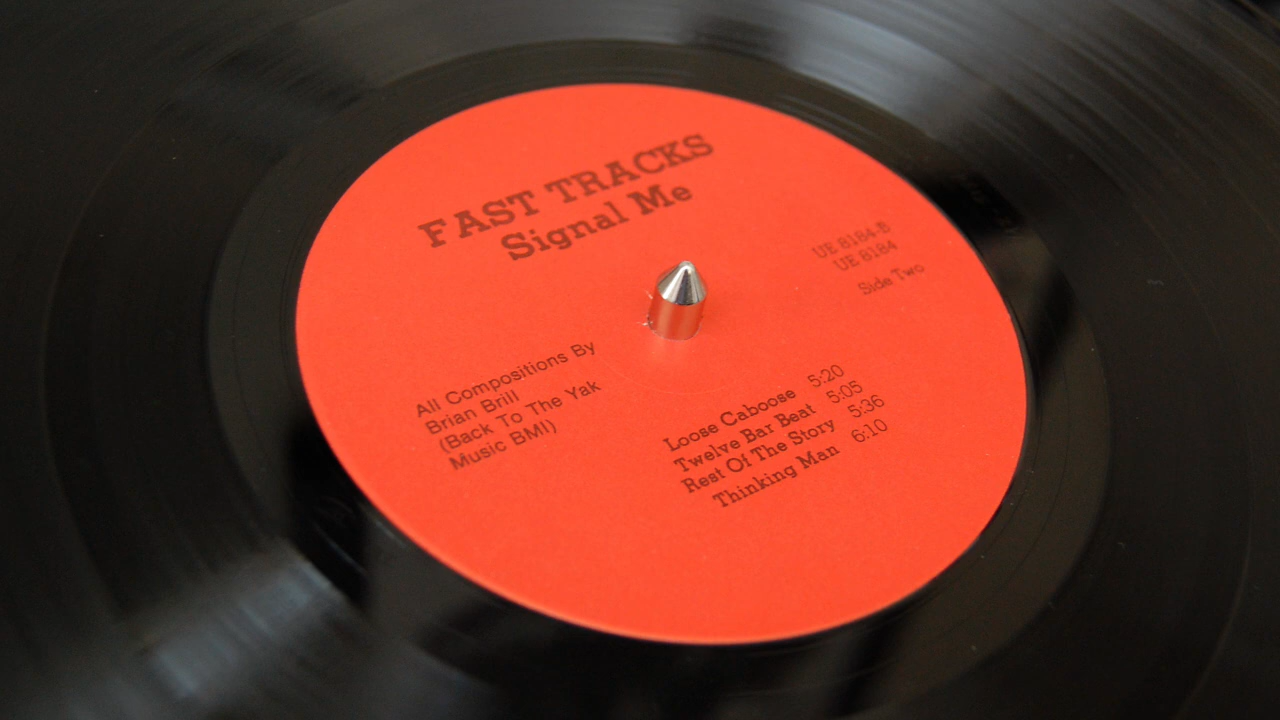 FAST TRACKS
Signal Me
UE 8184-B
UE 8184
Side Two
All Compositions By
Brian Brill
(Back To The Yak
Music BMI)
Loose Caboose 5:20
Twelve Bar Beat 5:05
Rest Of The Story 5:36
Thinking Man 6:10